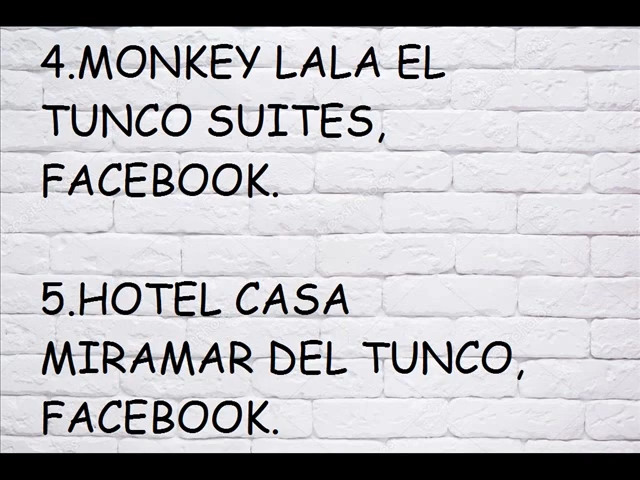 4.MONKEY LALA EL
TUNCO SUITES,
FACEBOOK.
5.HOTEL CASA
MIRAMAR DEL TUNCO,
FACEBOOK.